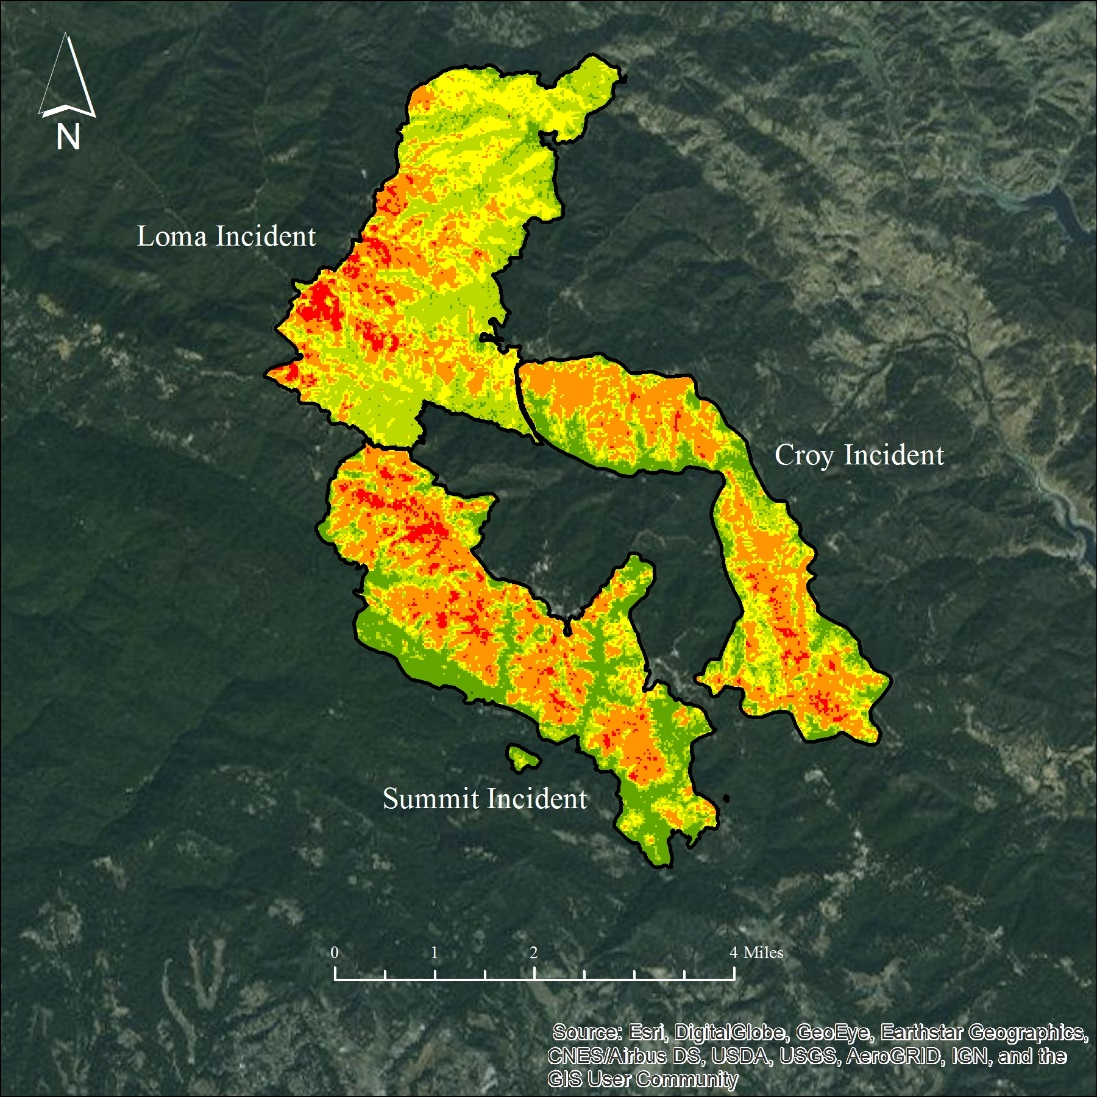 N
Loma Incident
Croy Incident
Summit Incident
0 1 2 4 Miles
Source: Esri, DigitalGlobe, GeoEye, Earthstar Geographics,
CNES/Airbus DS, USDA, USGS, AeroGRID, IGN, and the
GIS User Community